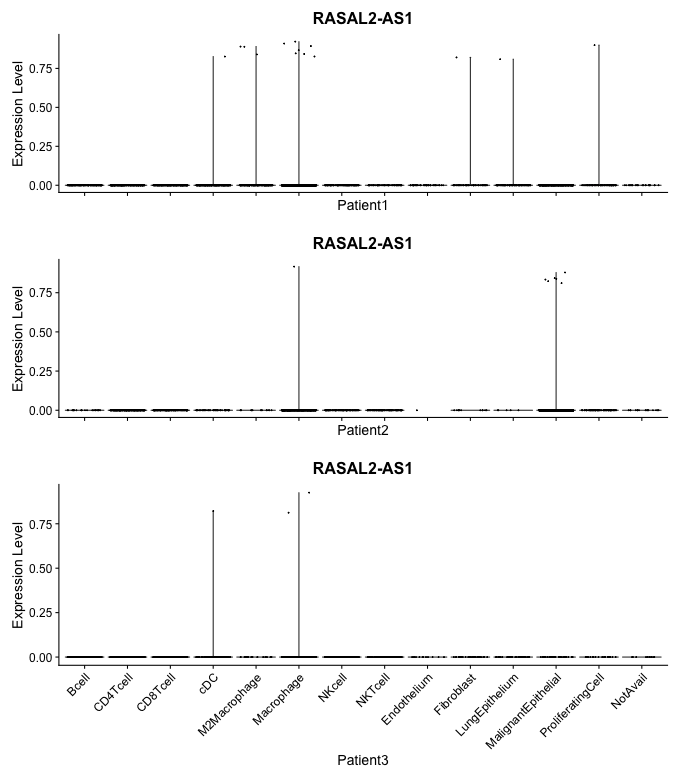 RASAL2-AS1
Expression Level
0.75
0.50
0.25
0.00
Patient1
RASAL2-AS1
Expression Level
0.75
0.50
0.25
0.00
Patient2
RASAL2-AS1
Expression Level
0.75
0.50
0.25
0.00
Bcell
CD4Tcell
CD8Tcell
cDC
M2Macrophage
Macrophage
NKcell
NKTcell
Endothelium
Fibroblast
LungEpithelium
MalignantEpithelial
ProliferatingCell
NotAvail
Patient3